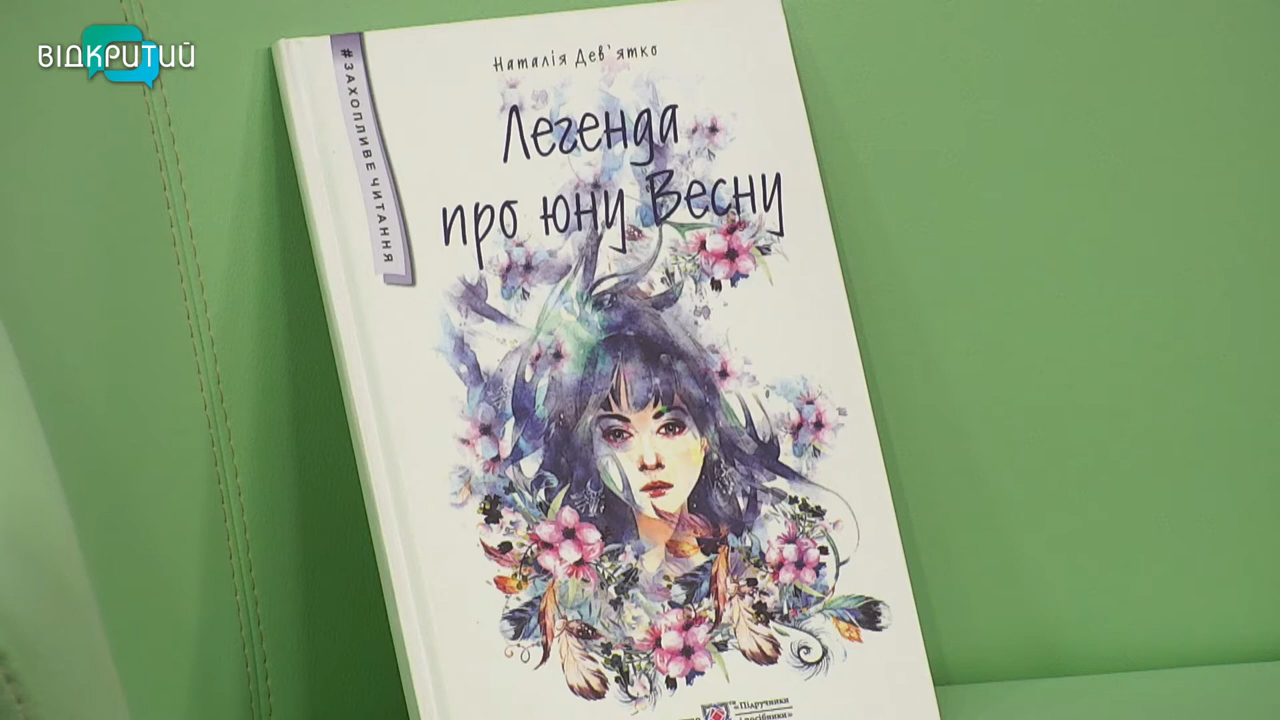 ВІДКРИТИЙ
#ЗАХОПЛИВЕ ЧИТАННЯ
Наталія Дев'ятко
Легенда
про юну Весну
«Підручники
і посібники»